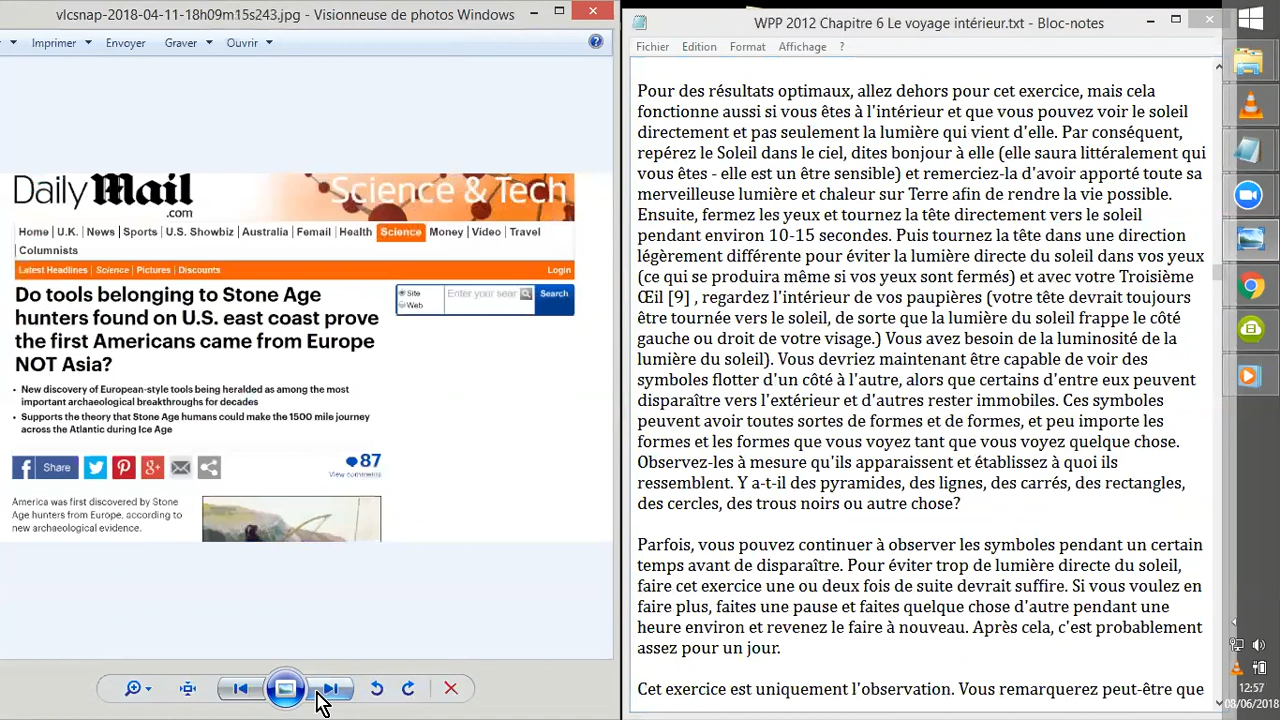 vlcsnap-2018-04-11-18h09m15s243.jpg - Visionneuse de photos Windows
Imprimer Envoyer Graver Ouvrir
Daily Mail .com
Science & Tech
Home U.K. News Sports U.S. Showbiz Australia Femail Health Science Money Video Travel
Columnists
Latest Headlines Science Pictures Discounts Login
Do tools belonging to Stone Age
hunters found on U.S. east coast prove
the first Americans came from Europe
NOT Asia?
Site
Web
Enter your sear
Search
New discovery of European-style tools being heralded as among the most
important archaeological breakthroughs for decades
Supports the theory that Stone Age humans could make the 1500 mile journey
across the Atlantic during Ice Age
Share
87
View comments
America was first discovered by Stone
Age hunters from Europe, according to
new archaeological evidence.
WPP 2012 Chapitre 6 Le voyage intérieur.txt - Bloc-notes
Fichier Edition Format Affichage ?
Pour des résultats optimaux, allez dehors pour cet exercice, mais cela
fonctionne aussi si vous êtes à l'intérieur et que vous pouvez voir le soleil
directement et pas seulement la lumière qui vient d'elle. Par conséquent,
repérez le Soleil dans le ciel, dites bonjour à elle (elle saura littéralement qui
vous êtes - elle est un être sensible) et remerciez-la d'avoir apporté toute sa
merveilleuse lumière et chaleur sur Terre afin de rendre la vie possible.
Ensuite, fermez les yeux et tournez la tête directement vers le soleil
pendant environ 10-15 secondes. Puis tournez la tête dans une direction
légèrement différente pour éviter la lumière directe du soleil dans vos yeux
(ce qui se produira même si vos yeux sont fermés) et avec votre Troisième
Œil [9] , regardez l'intérieur de vos paupières (votre tête devrait toujours
être tournée vers le soleil, de sorte que la lumière du soleil frappe le côté
gauche ou droit de votre visage.) Vous avez besoin de la luminosité de la
lumière du soleil). Vous devriez maintenant être capable de voir des
symboles flotter d'un côté à l'autre, alors que certains d'entre eux peuvent
disparaître vers l'extérieur et d'autres rester immobiles. Ces symboles
peuvent avoir toutes sortes de formes et de formes, et peu importe les
formes et les formes que vous voyez tant que vous voyez quelque chose.
Observez-les à mesure qu'ils apparaissent et établissez à quoi ils
ressemblent. Y a-t-il des pyramides, des lignes, des carrés, des rectangles,
des cercles, des trous noirs ou autre chose?
Parfois, vous pouvez continuer à observer les symboles pendant un certain
temps avant de disparaître. Pour éviter trop de lumière directe du soleil,
faire cet exercice une ou deux fois de suite devrait suffire. Si vous voulez en
faire plus, faites une pause et faites quelque chose d'autre pendant une
heure environ et revenez le faire à nouveau. Après cela, c'est probablement
assez pour un jour.
Cet exercice est uniquement l'observation. Vous remarquerez peut-être que
12:57
08/06/2018